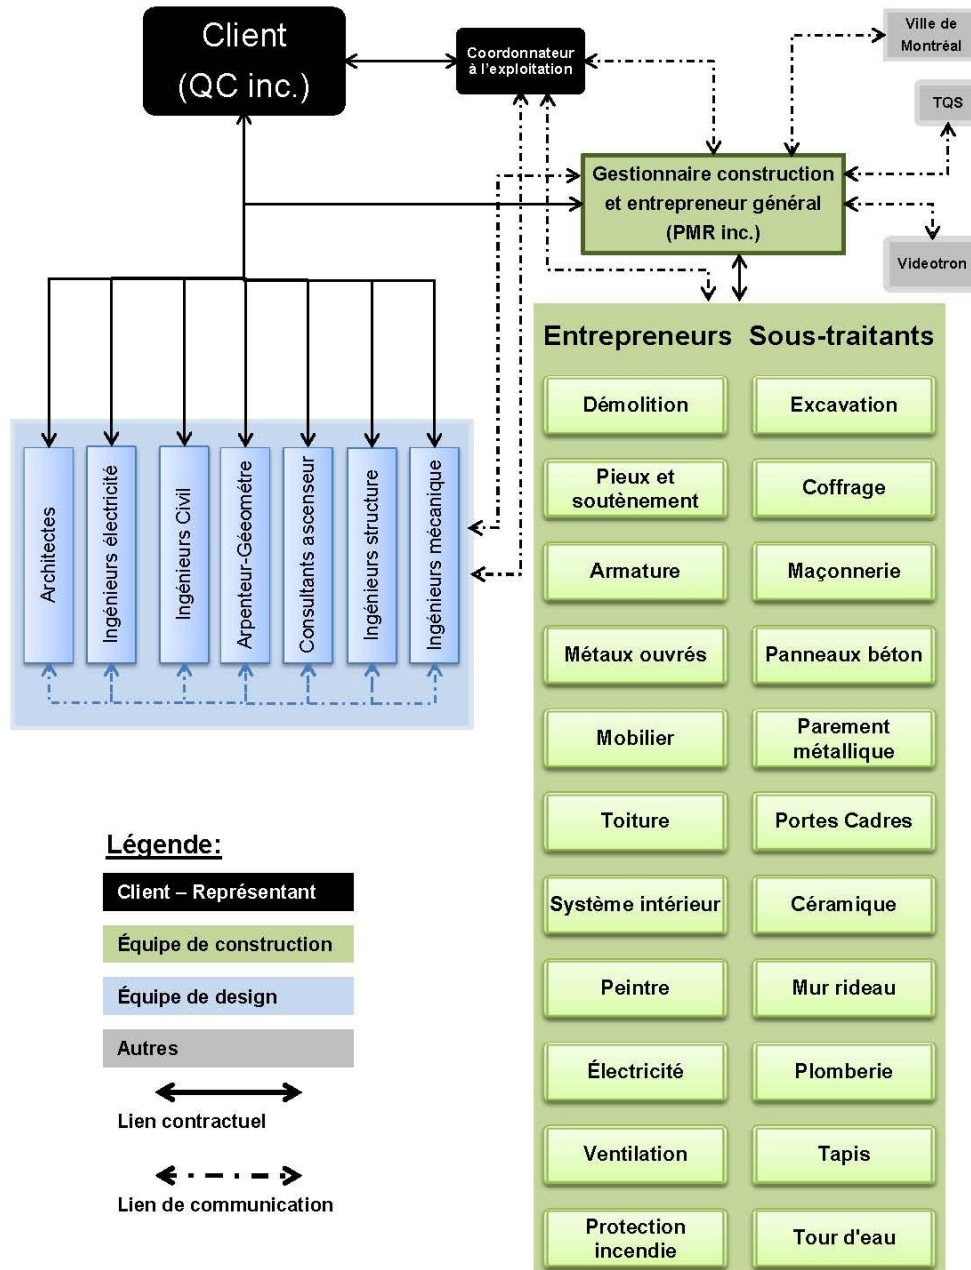 Client
(QC inc.)
Coordonnateur
à l'exploitation
Ville de
Montréal
TQS
Gestionnaire construction
et entrepreneur général
(PMR inc.)
Videotron
Architectes
Ingénieurs électricité
Ingénieurs Civil
Arpenteur-Géomètre
Consultants ascenseur
Ingénieurs structure
Ingénieurs mécanique
Entrepreneurs Sous-traitants
Démolition
Excavation
Pieux et
soutènement
Coffrage
Armature
Maçonnerie
Métaux ouvrés
Panneaux béton
Mobilier
Parement
métallique
Toiture
Portes Cadres
Système intérieur
Céramique
Peintre
Mur rideau
Électricité
Plomberie
Ventilation
Tapis
Protection
incendie
Tour d'eau
Légende:
Client – Représentant
Équipe de construction
Équipe de design
Autres
Lien contractuel
Lien de communication